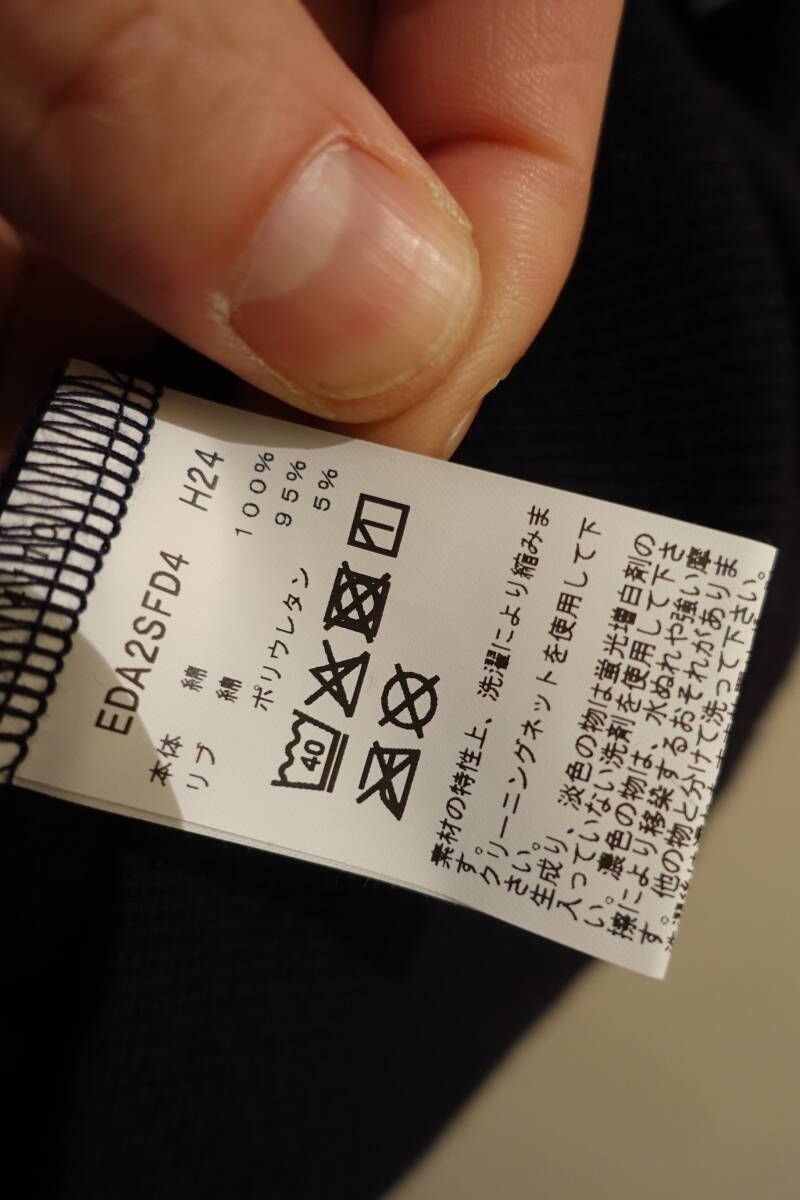 EDA2SFD4 H24
本体 綿 100%
リブ 綿 95%
ポリウレタン 5%
40
素材の特性上、洗濯により縮みま
す。
クリーニングネットを使用して下
さい。
生成り、淡色の物は蛍光増白剤の
入っていない洗剤を使用して下さ
い。濃色の物は、水ぬれや強い摩
擦により移染するおそれがありま
す。他の物と分けて洗って下さい。